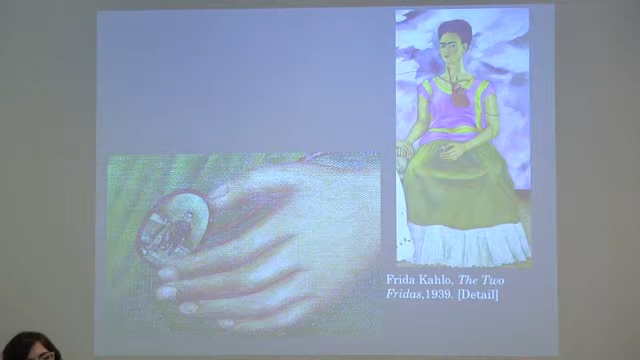 Frida Kahlo, The Two
Fridas,1939. [Detail]